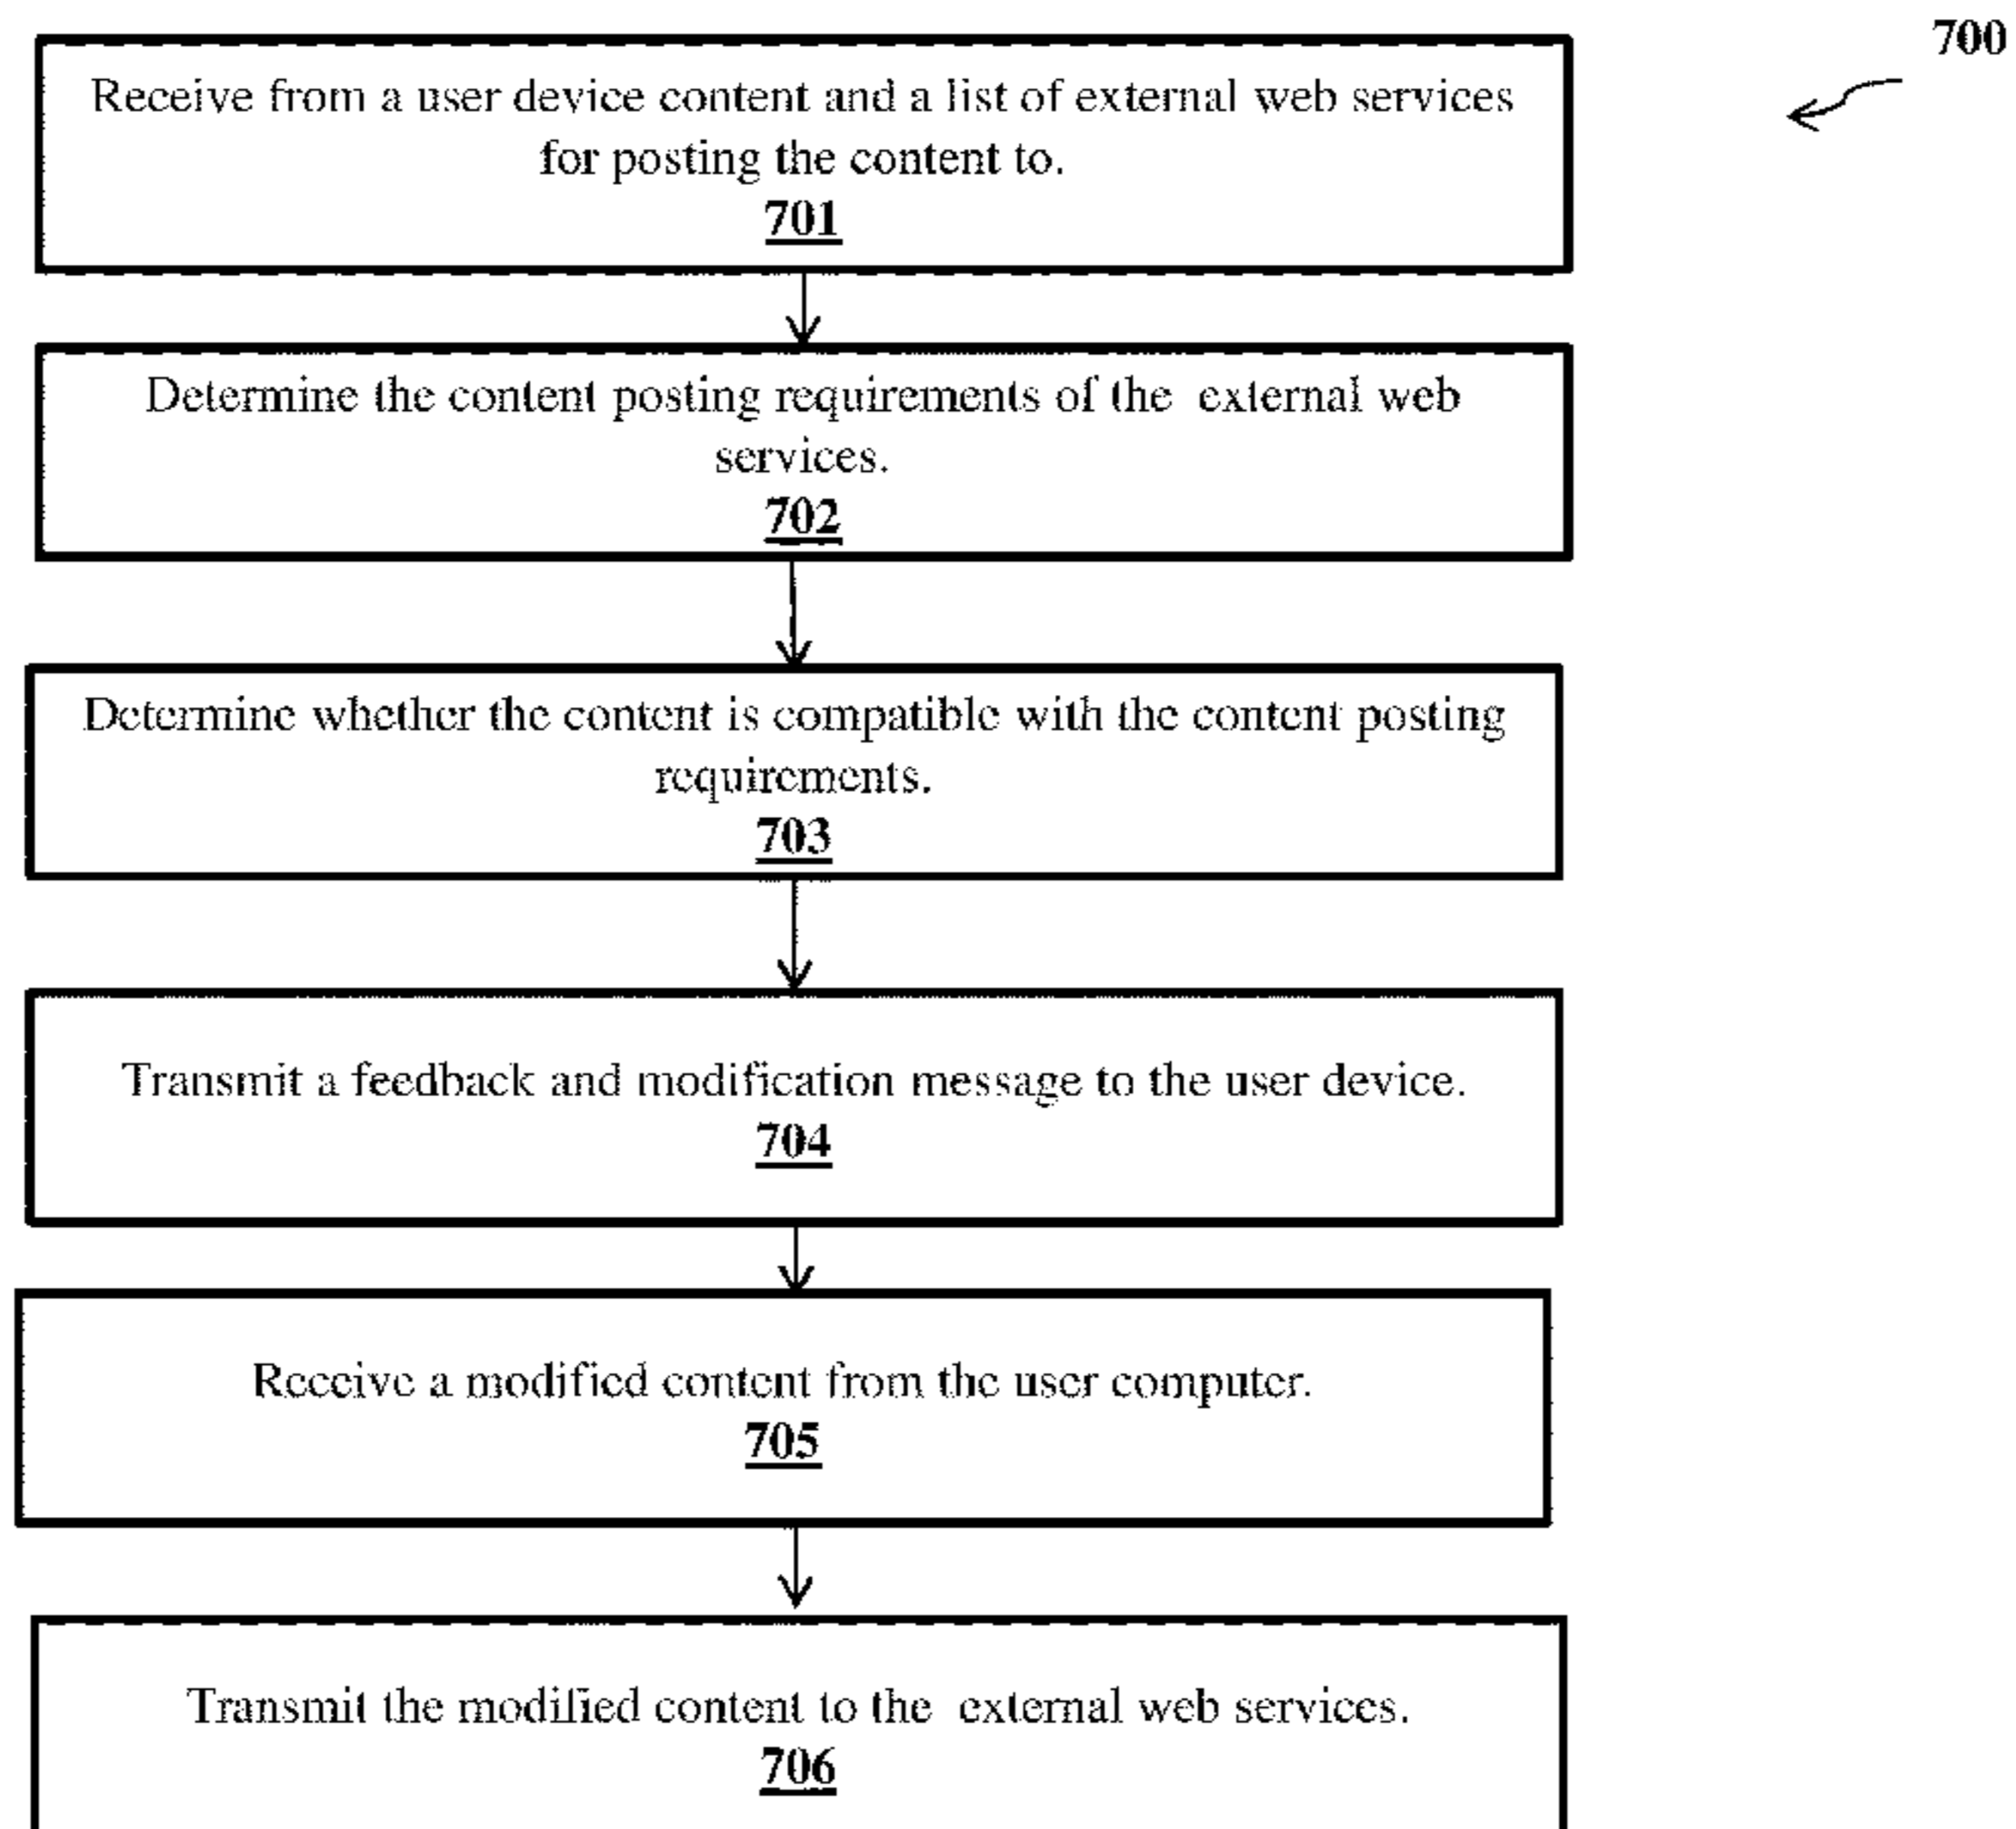 700
Receive from a user device content and a list of external web services
for posting the content to.
701
Determine the content posting requirements of the external web
services.
702
Determine whether the content is compatible with the content posting
requirements.
703
Transmit a feedback and modification message to the user device.
704
Receive a modified content from the user computer.
705
Transmit the modified content to the external web services.
706